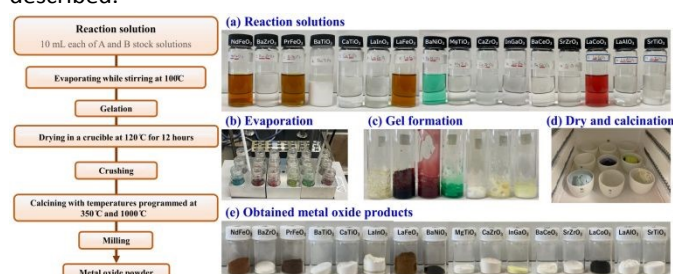 described.
Reaction solution
10 mL each of A and B stock solutions
Evaporating while stirring at 100℃
Gelation
Drying in a crucible at 120℃ for 12 hours
Crushing
Calcining with temperatures programmed at
350℃ and 1000℃
Milling
Metal oxide powder
(a) Reaction solutions
NdFeO₃ BaZrO₃ PrFeO₃ BaTiO₃ CaTiO₃ LaInO₃ LaFeO₃ BaNiO₃ MgTiO₃ CaZrO₃ InGaO₃ BaCeO₃ SrZrO₃ LaCoO₃ LaAlO₃ SrTiO₃
(b) Evaporation
(c) Gel formation
(d) Dry and calcination
(e) Obtained metal oxide products
NdFeO₃ BaZrO₃ PrFeO₃ BaTiO₃ CaTiO₃ LaInO₃ LaFeO₃ BaNiO₃ MgTiO₃ CaZrO₃ InGaO₃ BaCeO₃ SrZrO₃ LaCoO₃ LaAlO₃ SrTiO₃